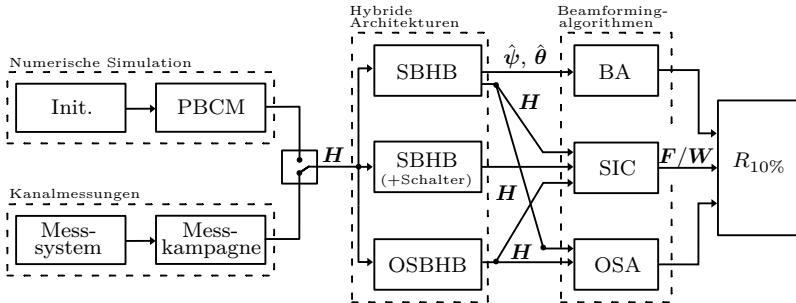 Hybride
Architekturen
Beamforming-
algorithmen
Numerische Simulation
Init.
PBCM
Kanalmessungen
Mess-
system
Mess-
kampagne
H
SBHB
SBHB
(+Schalter)
OSBHB
ψ̂, θ̂
H
H
H
BA
SIC
OSA
F/W
R10%